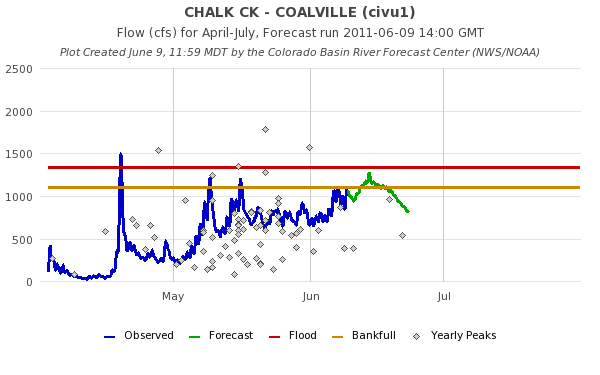 CHALK CK - COALVILLE (civu1)
Flow (cfs) for April-July, Forecast run 2011-06-09 14:00 GMT
Plot Created June 9, 11:59 MDT by the Colorado Basin River Forecast Center (NWS/NOAA)
2500
2000
1500
1000
500
0
May Jun Jul
Observed Forecast Flood Bankfull Yearly Peaks